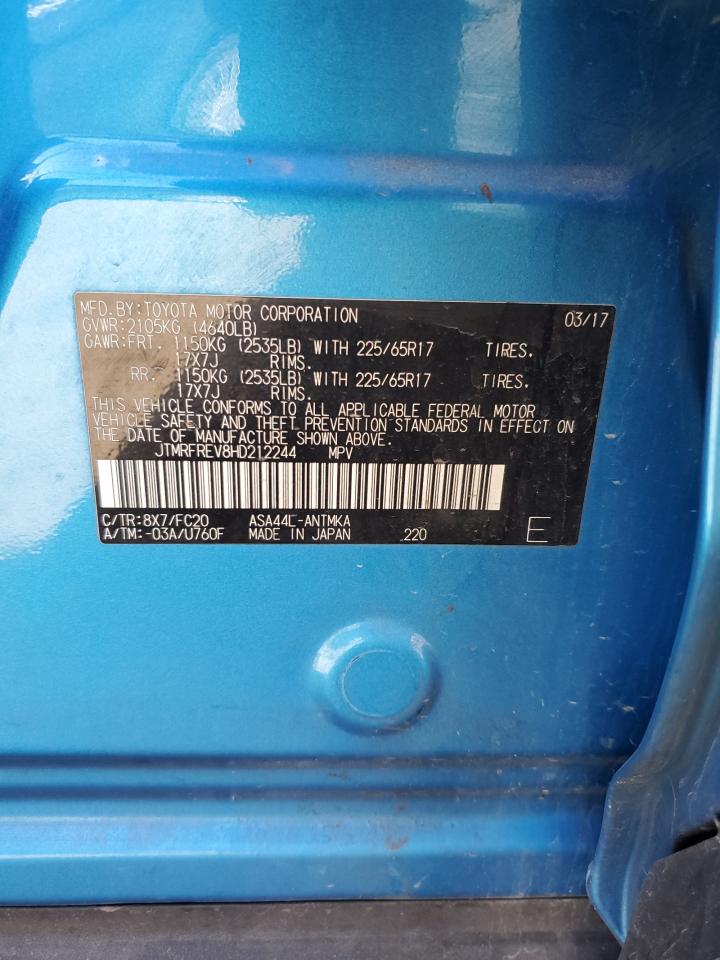 MFD.BY:TOYOTA MOTOR CORPORATION 03/17
GVWR:2105KG (4640LB)
GAWR:FRT. 1150KG (2535LB) WITH 225/65R17 TIRES.
17X7J RIMS.
RR. 1150KG (2535LB) WITH 225/65R17 TIRES.
17X7J RIMS.
THIS VEHICLE CONFORMS TO ALL APPLICABLE FEDERAL MOTOR
VEHICLE SAFETY AND THEFT PREVENTION STANDARDS IN EFFECT ON
THE DATE OF MANUFACTURE SHOWN ABOVE.
JTMRFREV8HD212244 MPV
C/TR:8X7/FC20 ASA44L-ANTMKA
A/TM:-03A/U760F MADE IN JAPAN 220 E